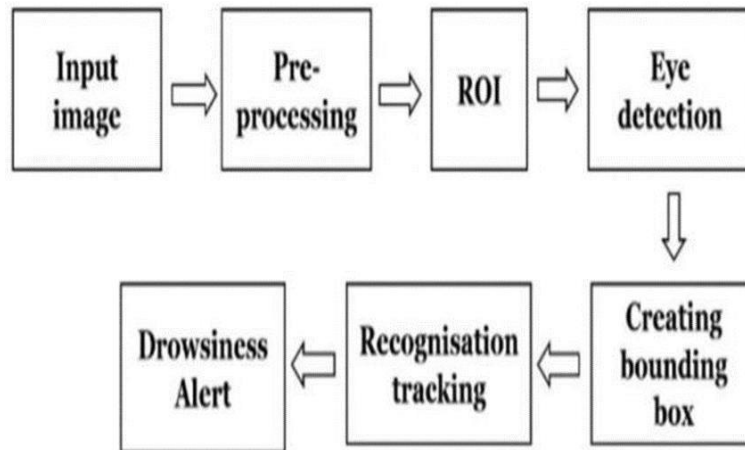 Input
image
Pre-
processing
ROI
Eye
detection
Creating
bounding
box
Recognisation
tracking
Drowsiness
Alert